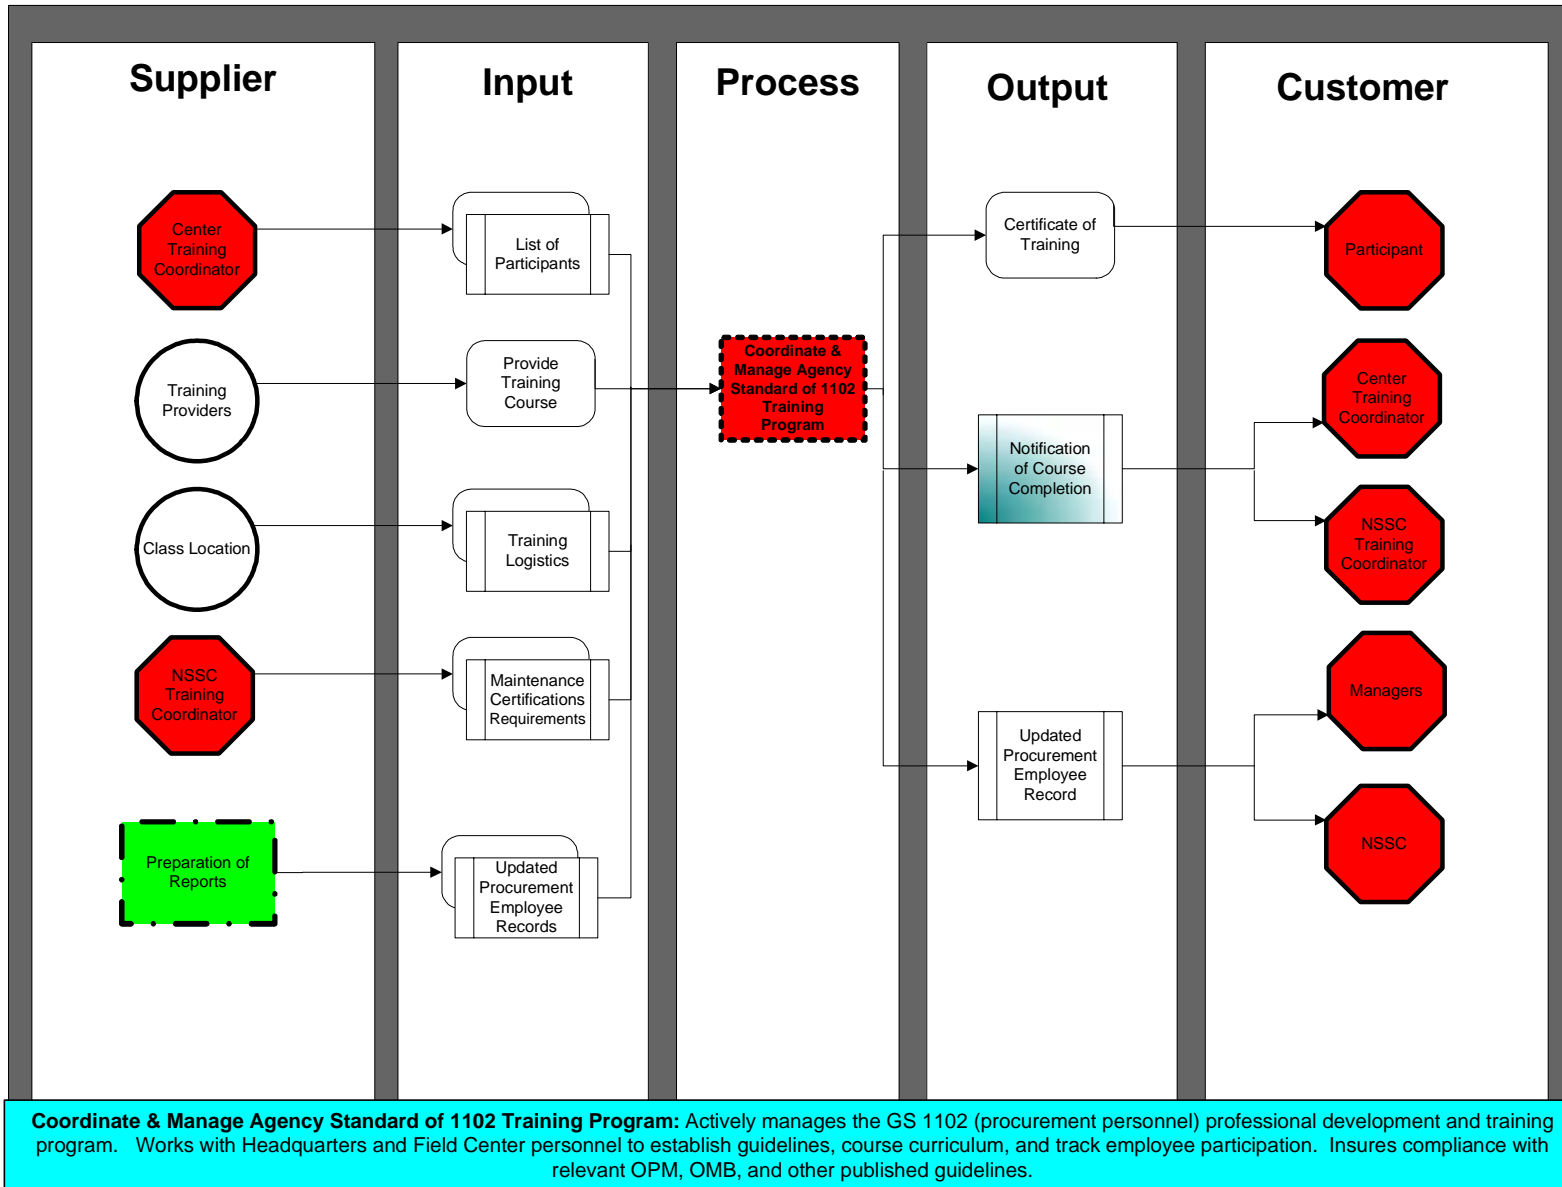 Supplier
Input
Process
Output
Customer
Center
Training
Coordinator
List of
Participants
Certificate of
Training
Participant
Training
Providers
Provide
Training
Course
Coordinate &
Manage Agency
Standard of 1102
Training
Program
Center
Training
Coordinator
Notification
of Course
Completion
Class Location
Training
Logistics
NSSC
Training
Coordinator
NSSC
Training
Coordinator
Maintenance
Certifications
Requirements
Managers
Updated
Procurement
Employee
Record
Preparation of
Reports
Updated
Procurement
Employee
Records
NSSC
Coordinate & Manage Agency Standard of 1102 Training Program: Actively manages the GS 1102 (procurement personnel) professional development and training
program. Works with Headquarters and Field Center personnel to establish guidelines, course curriculum, and track employee participation. Insures compliance with
relevant OPM, OMB, and other published guidelines.